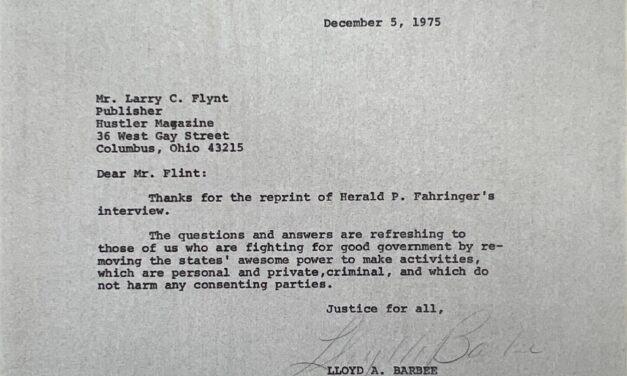 December 5, 1975
Mr. Larry C. Flynt
Publisher
Hustler Magazine
36 West Gay Street
Columbus, Ohio 43215
Dear Mr. Flint:
Thanks for the reprint of Herald P. Fahringer's
interview.
The questions and answers are refreshing to
those of us who are fighting for good government by re-
moving the states' awesome power to make activities,
which are personal and private,criminal, and which do
not harm any consenting parties.
Justice for all,
Lloyd A. Barbee
LLOYD A. BARBEE